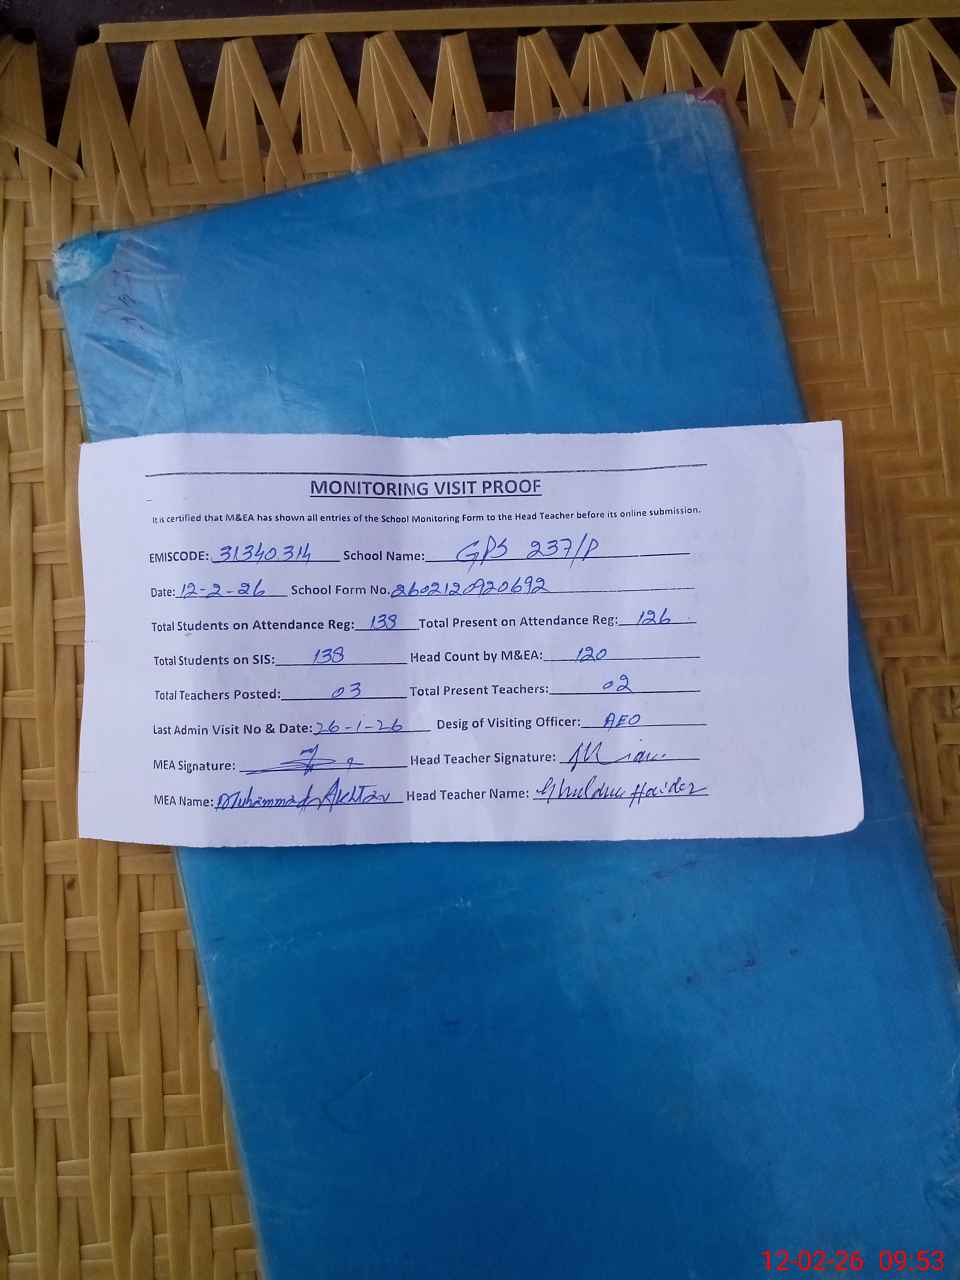 MONITORING VISIT PROOF
It is certified that M&EA has shown all entries of the School Monitoring Form to the Head Teacher before its online submission.
EMISCODE: 31340314 School Name: GPS 237/P
Date: 12-2-26 School Form No. 2602120920692
Total Students on Attendance Reg: 138 Total Present on Attendance Reg: 126
Total Students on SIS: 138 Head Count by M&EA: 120
Total Teachers Posted: 03 Total Present Teachers: 02
Last Admin Visit No & Date: 26-1-26 Desig of Visiting Officer: AEO
MEA Signature: Head Teacher Signature:
MEA Name: Muhammad Akhtar Head Teacher Name: Haider
12-02-26 09:53